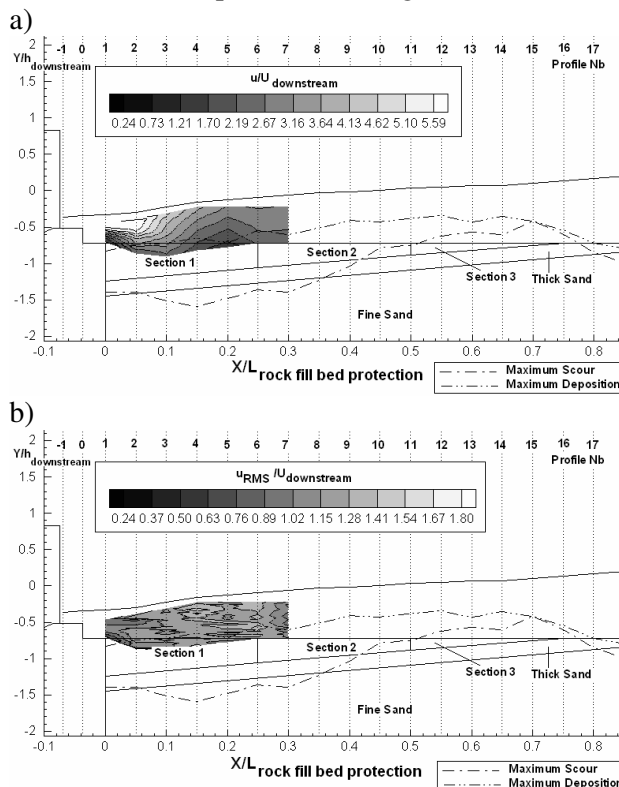 a)
2
-1 0 1 2 3 4 5 6 7 8 9 10 11 12 13 14 15 16 17
Y/h downstream
Profile Nb
1.5
u/U downstream
1
0.24 0.73 1.21 1.70 2.19 2.67 3.16 3.64 4.13 4.62 5.10 5.59
0.5
0
-0.5
Section 1
Section 2
-1
Section 3
Thick Sand
-1.5
Fine Sand
-2
-0.1 0 0.1 0.2 0.3 0.4 0.5 0.6 0.7 0.8
X/L rock fill bed protection
Maximum Scour
Maximum Deposition
b)
2
-1 0 1 2 3 4 5 6 7 8 9 10 11 12 13 14 15 16 17
Y/h downstream
Profile Nb
1.5
u RMS /U downstream
1
0.24 0.37 0.50 0.63 0.76 0.89 1.02 1.15 1.28 1.41 1.54 1.67 1.80
0.5
0
-0.5
Section 1
Section 2
-1
Section 3
Thick Sand
-1.5
Fine Sand
-2
-0.1 0 0.1 0.2 0.3 0.4 0.5 0.6 0.7 0.8
X/L rock fill bed protection
Maximum Scour
Maximum Deposition